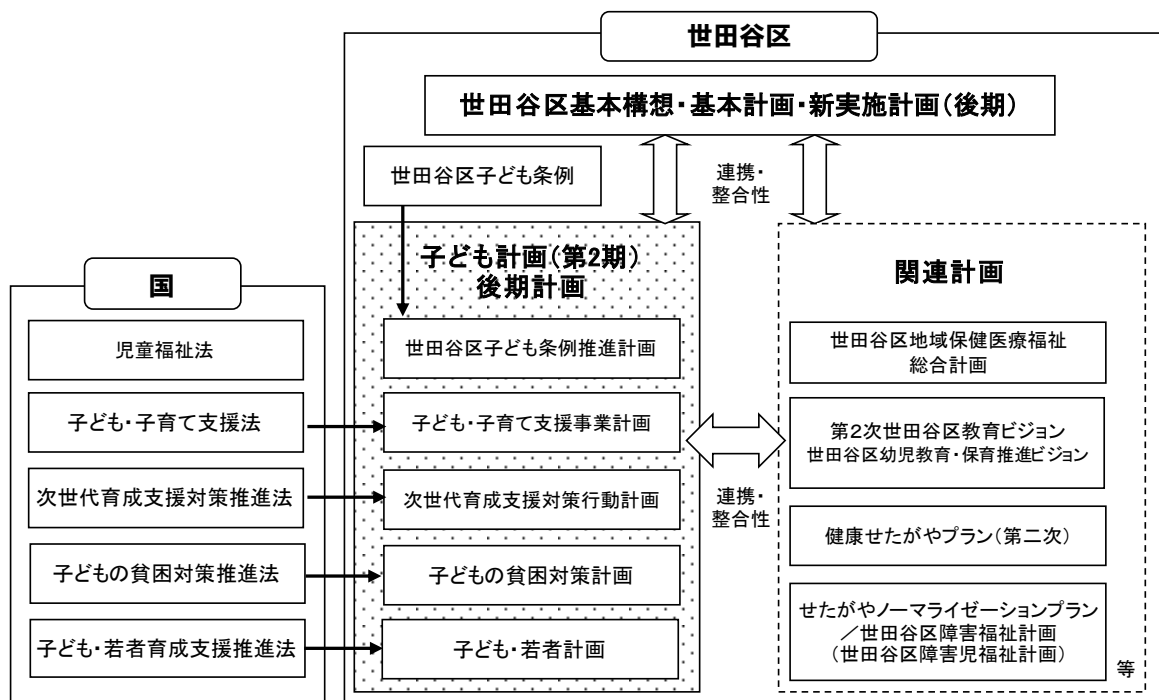 世田谷区
世田谷区基本構想・基本計画・新実施計画(後期)
世田谷区子ども条例
連携・
整合性
子ども計画(第2期)
後期計画
関連計画
国
児童福祉法
子ども・子育て支援法
次世代育成支援対策推進法
子どもの貧困対策推進法
子ども・若者育成支援推進法
世田谷区子ども条例推進計画
子ども・子育て支援事業計画
次世代育成支援対策行動計画
子どもの貧困対策計画
子ども・若者計画
連携・
整合性
世田谷区地域保健医療福祉
総合計画
第2次世田谷区教育ビジョン
世田谷区幼児教育・保育推進ビジョン
健康せたがやプラン(第二次)
せたがやノーマライゼーションプラン
/世田谷区障害福祉計画
(世田谷区障害児福祉計画)
等